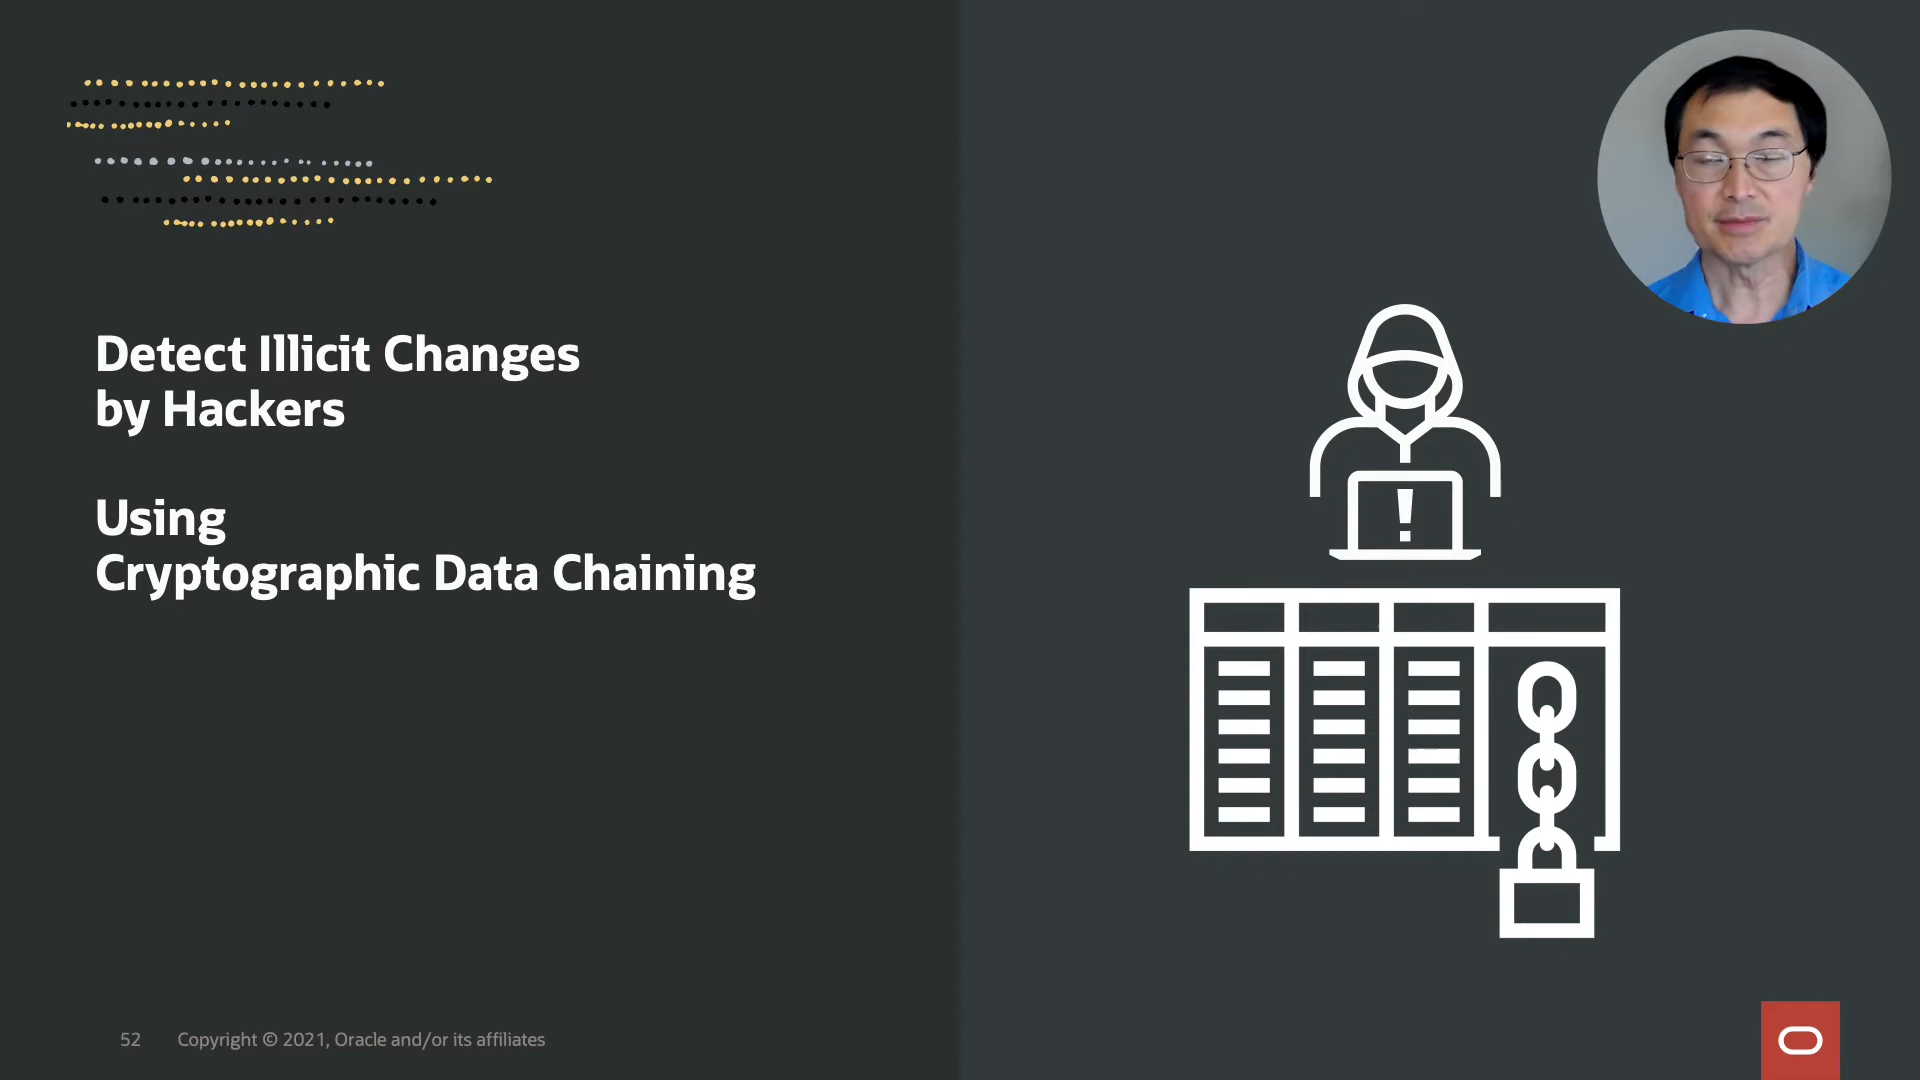 Detect Illicit Changes
by Hackers
Using
Cryptographic Data Chaining
!
52 Copyright © 2021, Oracle and/or its affiliates